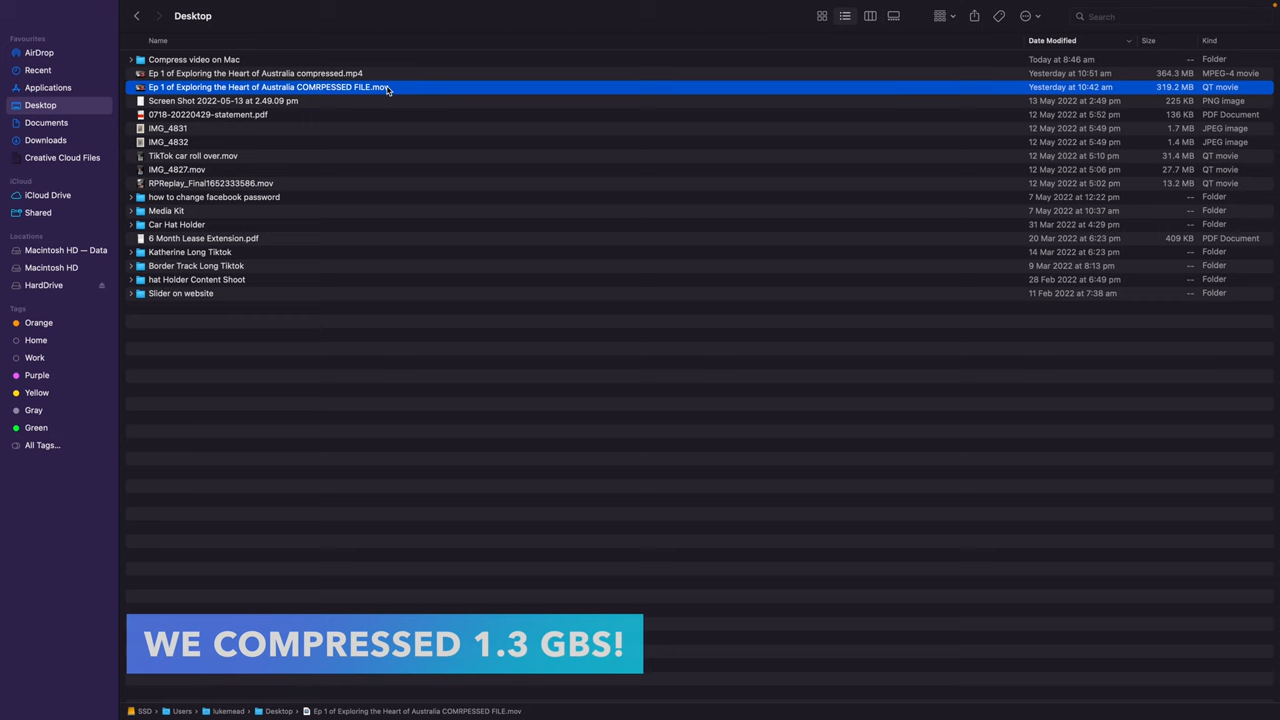 Desktop
Search
Favourites
AirDrop
Recent
Applications
Desktop
Documents
Downloads
Creative Cloud Files
iCloud
iCloud Drive
Shared
Locations
Macintosh HD — Data
Macintosh HD
HardDrive
Tags
Orange
Home
Work
Purple
Yellow
Gray
Green
All Tags...
Name Date Modified Size Kind
Compress video on Mac Today at 8:46 am -- Folder
Ep 1 of Exploring the Heart of Australia compressed.mp4 Yesterday at 10:51 am 364.3 MB MPEG-4 movie
Ep 1 of Exploring the Heart of Australia COMRPESSED FILE.mov Yesterday at 10:42 am 319.2 MB QT movie
Screen Shot 2022-05-13 at 2.49.09 pm 13 May 2022 at 2:49 pm 225 KB PNG image
0718-20220429-statement.pdf 12 May 2022 at 5:52 pm 136 KB PDF Document
IMG_4831 12 May 2022 at 5:49 pm 1.7 MB JPEG image
IMG_4832 12 May 2022 at 5:49 pm 1.4 MB JPEG image
TikTok car roll over.mov 12 May 2022 at 5:10 pm 31.4 MB QT movie
IMG_4827.mov 12 May 2022 at 5:06 pm 27.7 MB QT movie
RPReplay_Final1652333586.mov 12 May 2022 at 5:02 pm 13.2 MB QT movie
how to change facebook password 7 May 2022 at 12:22 pm -- Folder
Media Kit 7 May 2022 at 10:37 am -- Folder
Car Hat Holder 31 Mar 2022 at 4:29 pm -- Folder
6 Month Lease Extension.pdf 20 Mar 2022 at 6:23 pm 409 KB PDF Document
Katherine Long Tiktok 14 Mar 2022 at 6:23 pm -- Folder
Border Track Long Tiktok 9 Mar 2022 at 8:13 pm -- Folder
hat Holder Content Shoot 28 Feb 2022 at 6:49 pm -- Folder
Slider on website 11 Feb 2022 at 7:38 am -- Folder
WE COMPRESSED 1.3 GBS!
SSD › Users › lukemead › Desktop › Ep 1 of Exploring the Heart of Australia COMRPESSED FILE.mov